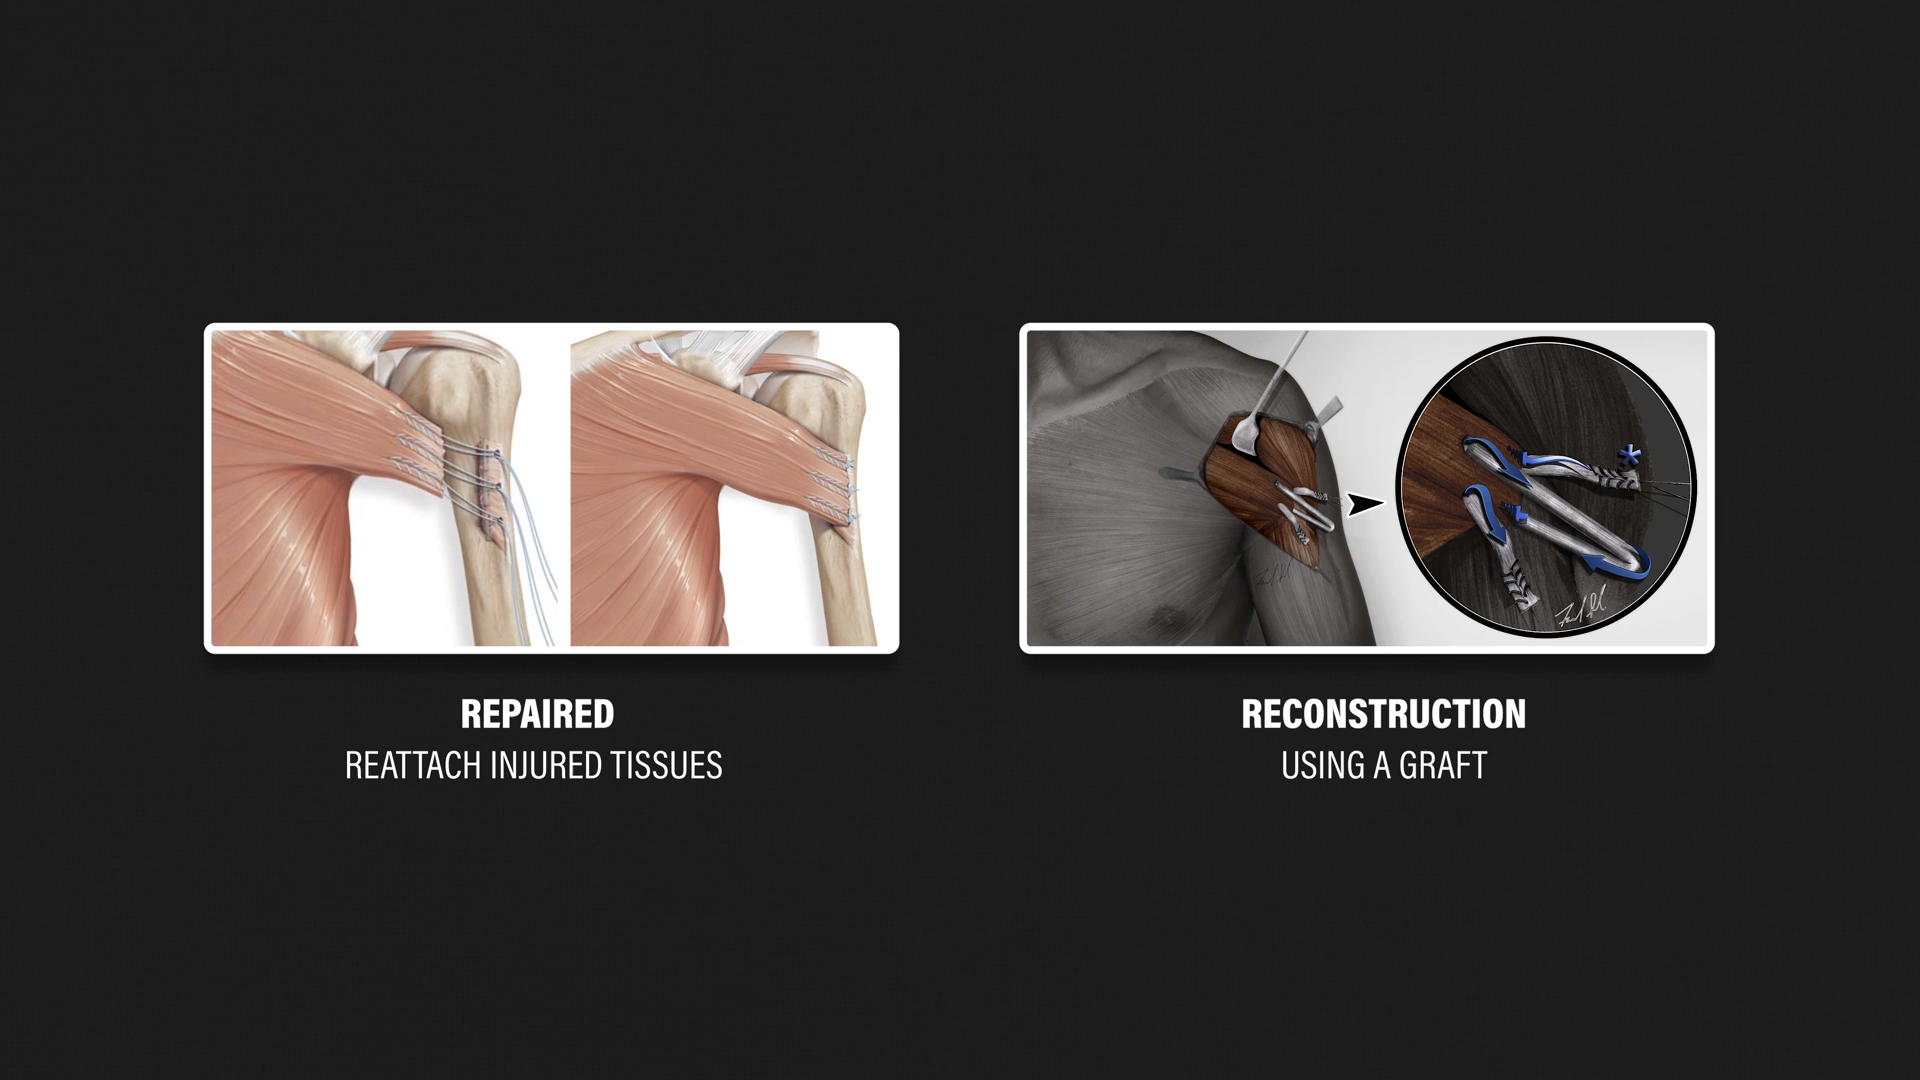 REPAIRED
REATTACH INJURED TISSUES
RECONSTRUCTION
USING A GRAFT